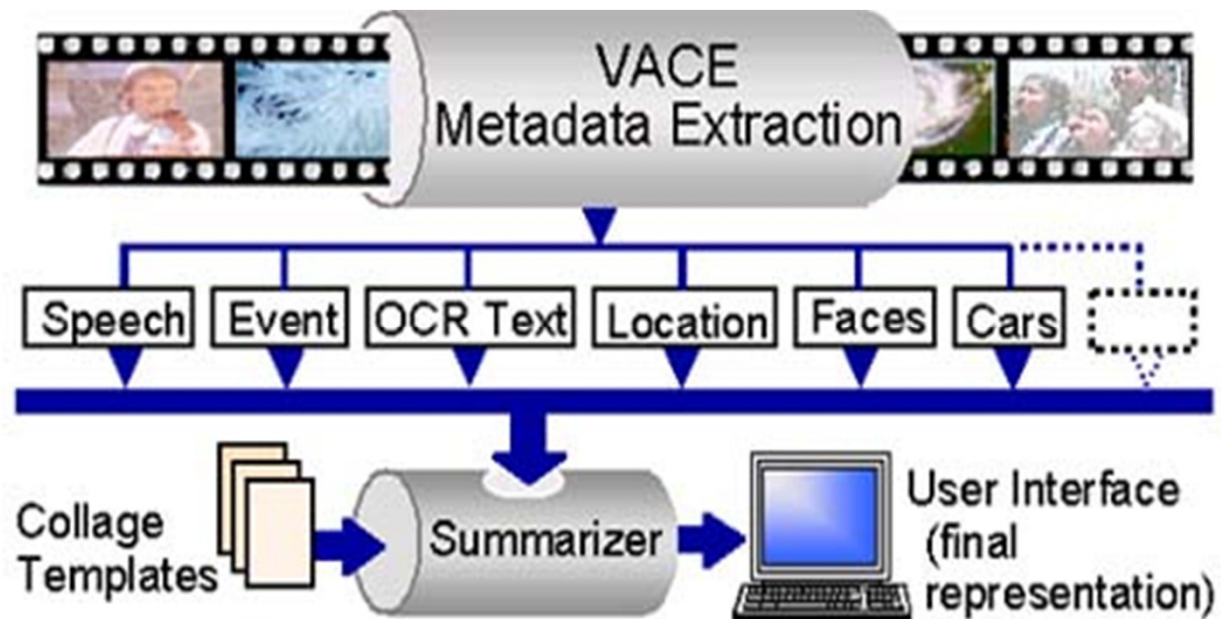 VACE
Metadata Extraction
Speech
Event
OCR Text
Location
Faces
Cars
Collage
Templates
Summarizer
User Interface
(final
representation)